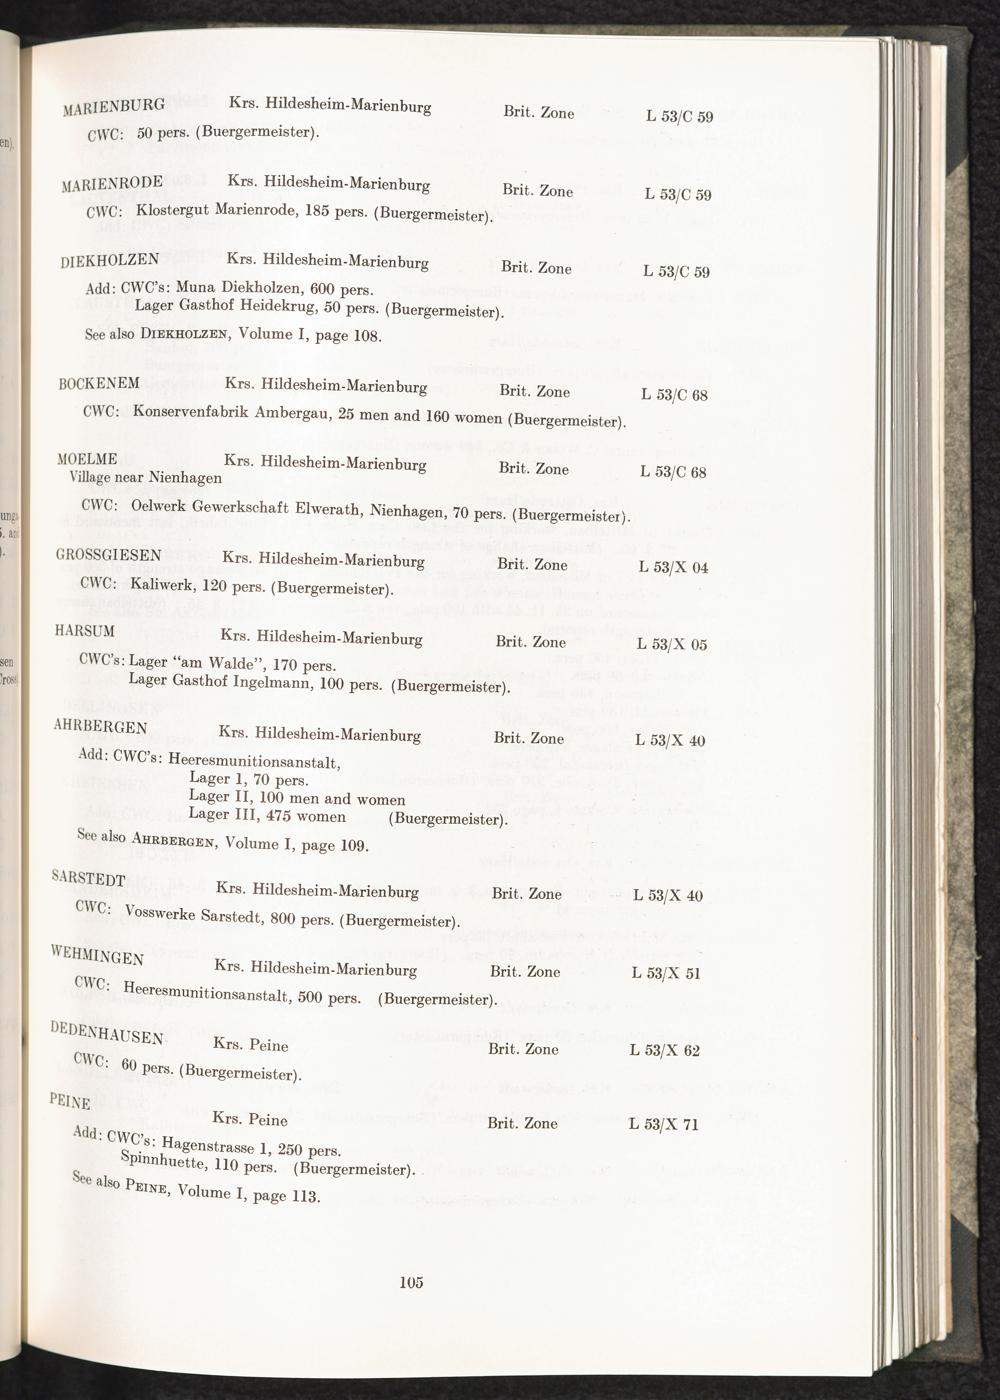 MARIENBURG Krs. Hildesheim-Marienburg Brit. Zone L 53/C 59
CWC: 50 pers. (Buergermeister).
MARIENRODE Krs. Hildesheim-Marienburg Brit. Zone L 53/C 59
CWC: Klostergut Marienrode, 185 pers. (Buergermeister).
DIEKHOLZEN Krs. Hildesheim-Marienburg Brit. Zone L 53/C 59
Add: CWC's: Muna Diekholzen, 600 pers.
Lager Gasthof Heidekrug, 50 pers. (Buergermeister).
See also DIEKHOLZEN, Volume I, page 108.
BOCKENEM Krs. Hildesheim-Marienburg Brit. Zone L 53/C 68
CWC: Konservenfabrik Ambergau, 25 men and 160 women (Buergermeister).
MOELME Krs. Hildesheim-Marienburg Brit. Zone L 53/C 68
Village near Nienhagen
CWC: Oelwerk Gewerkschaft Elwerath, Nienhagen, 70 pers. (Buergermeister).
GROSSGIESEN Krs. Hildesheim-Marienburg Brit. Zone L 53/X 04
CWC: Kaliwerk, 120 pers. (Buergermeister).
HARSUM Krs. Hildesheim-Marienburg Brit. Zone L 53/X 05
CWC's: Lager “am Walde”, 170 pers.
Lager Gasthof Ingelmann, 100 pers. (Buergermeister).
AHRBERGEN Krs. Hildesheim-Marienburg Brit. Zone L 53/X 40
Add: CWC's: Heeresmunitionsanstalt,
Lager I, 70 pers.
Lager II, 100 men and women
Lager III, 475 women (Buergermeister).
See also AHRBERGEN, Volume I, page 109.
SARSTEDT Krs. Hildesheim-Marienburg Brit. Zone L 53/X 40
CWC: Vosswerke Sarstedt, 800 pers. (Buergermeister).
WEHMINGEN Krs. Hildesheim-Marienburg Brit. Zone L 53/X 51
CWC: Heeresmunitionsanstalt, 500 pers. (Buergermeister).
DEDENHAUSEN Krs. Peine Brit. Zone L 53/X 62
CWC: 60 pers. (Buergermeister).
PEINE Krs. Peine Brit. Zone L 53/X 71
Add: CWC's: Hagenstrasse 1, 250 pers.
Spinnhuette, 110 pers. (Buergermeister).
See also PEINE, Volume I, page 113.
105